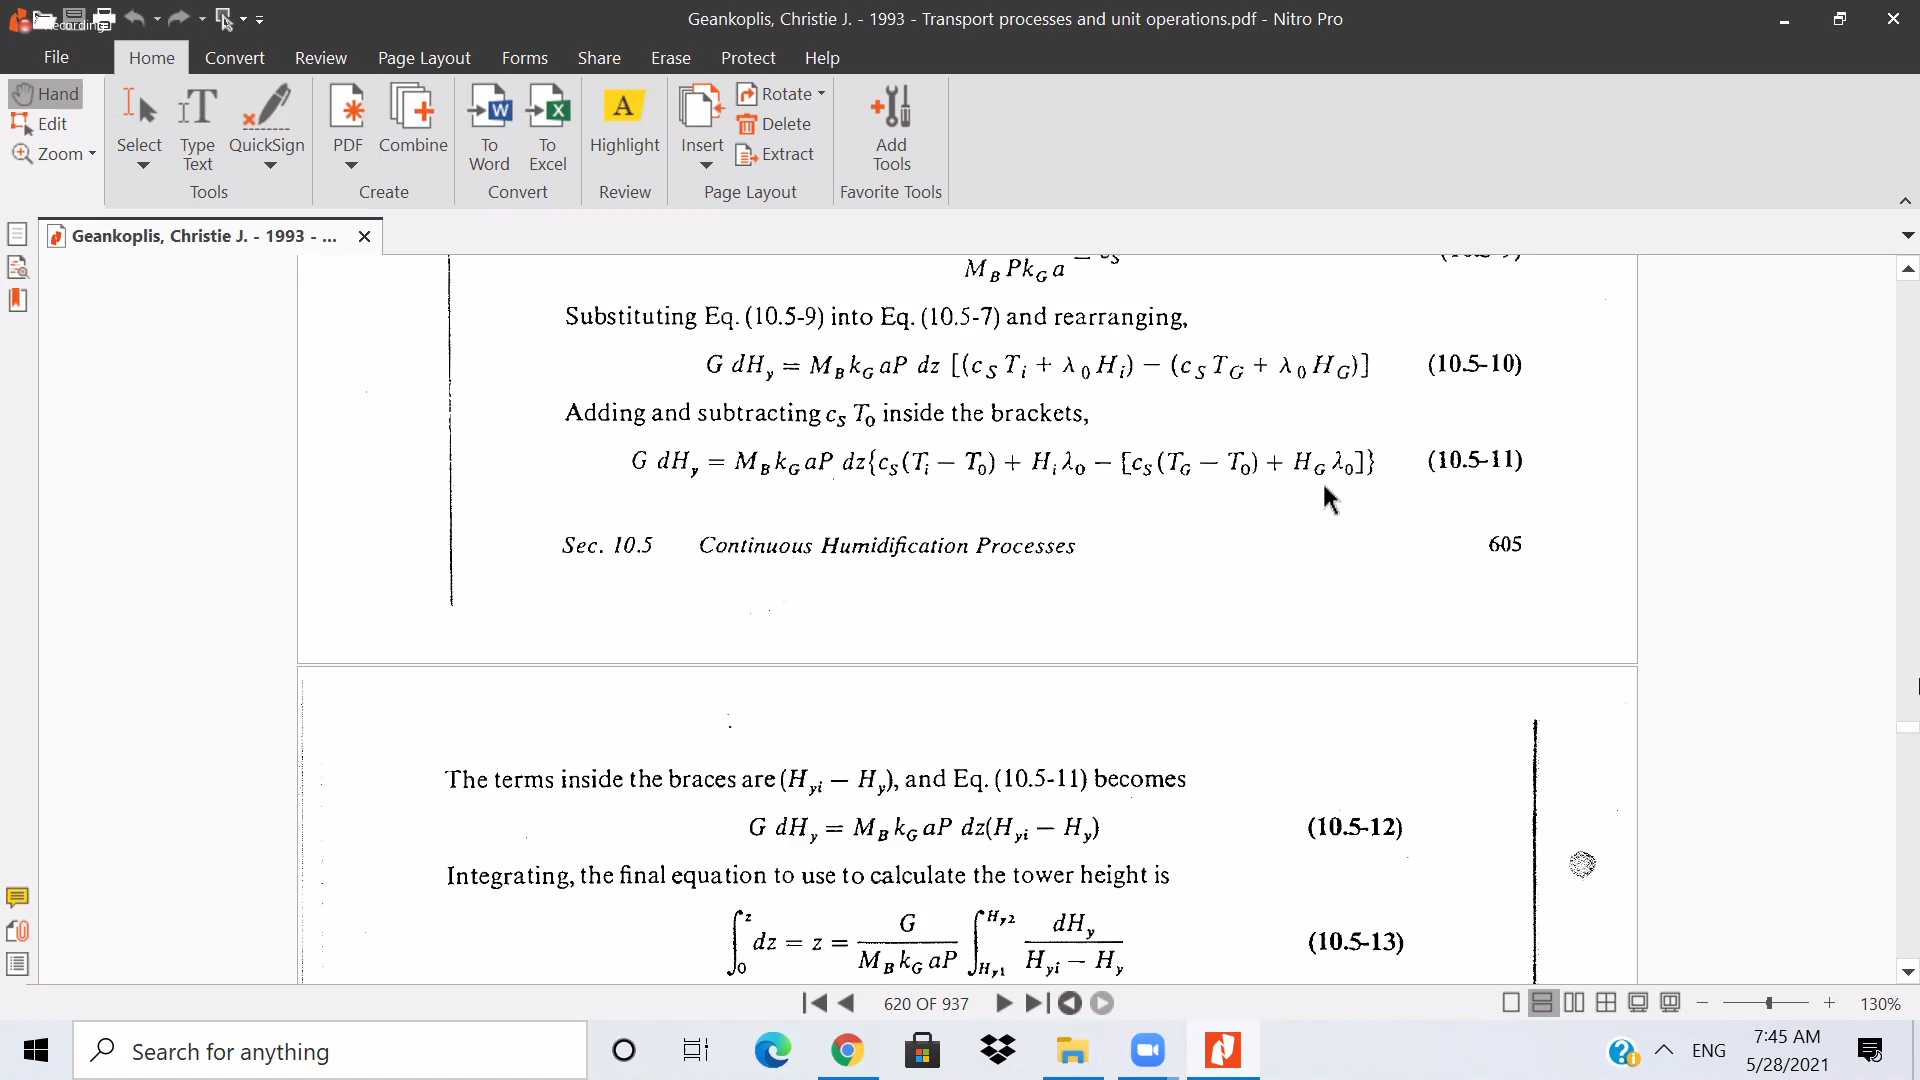 Recording
Geankoplis, Christie J. - 1993 - Transport processes and unit operations.pdf - Nitro Pro
File Home Convert Review Page Layout Forms Share Erase Protect Help
Hand
Edit
Zoom
Select
Type Text
QuickSign
Tools
PDF
Combine
Create
To Word
To Excel
Convert
Highlight
Review
Insert
Rotate
Delete
Extract
Page Layout
Add Tools
Favorite Tools
Geankoplis, Christie J. - 1993 - ...
M_B Pk_G a = c_S
Substituting Eq. (10.5-9) into Eq. (10.5-7) and rearranging,
G dH_y = M_B k_G aP dz [(c_S T_i + λ_0 H_i) − (c_S T_G + λ_0 H_G)] (10.5-10)
Adding and subtracting c_S T_0 inside the brackets,
G dH_y = M_B k_G aP dz{c_S(T_i − T_0) + H_i λ_0 − [c_S(T_G − T_0) + H_G λ_0]} (10.5-11)
Sec. 10.5 Continuous Humidification Processes 605
The terms inside the braces are (H_yi − H_y), and Eq. (10.5-11) becomes
G dH_y = M_B k_G aP dz(H_yi − H_y) (10.5-12)
Integrating, the final equation to use to calculate the tower height is
∫_0^z dz = z = G / (M_B k_G aP) ∫_{H_y1}^{H_y2} dH_y / (H_yi − H_y) (10.5-13)
620 OF 937
130%
Search for anything
ENG
7:45 AM
5/28/2021